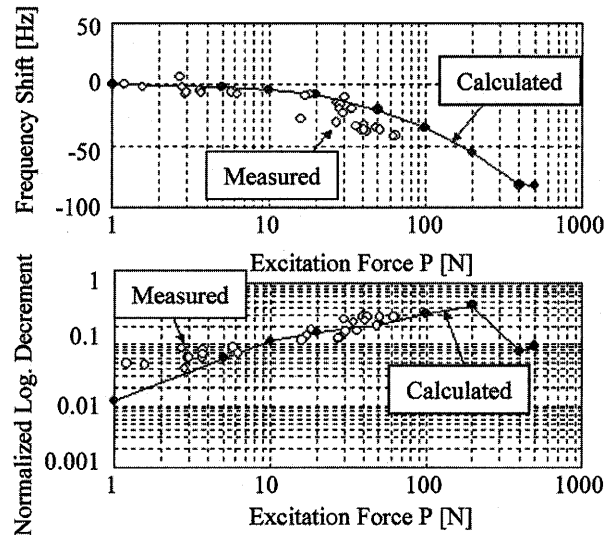 50
0
-50
-100
Frequency Shift [Hz]
Calculated
Measured
1
10
100
1000
Excitation Force P [N]
1
0.1
0.01
0.001
Normalized Log. Decrement
Measured
Calculated
1
10
100
1000
Excitation Force P [N]